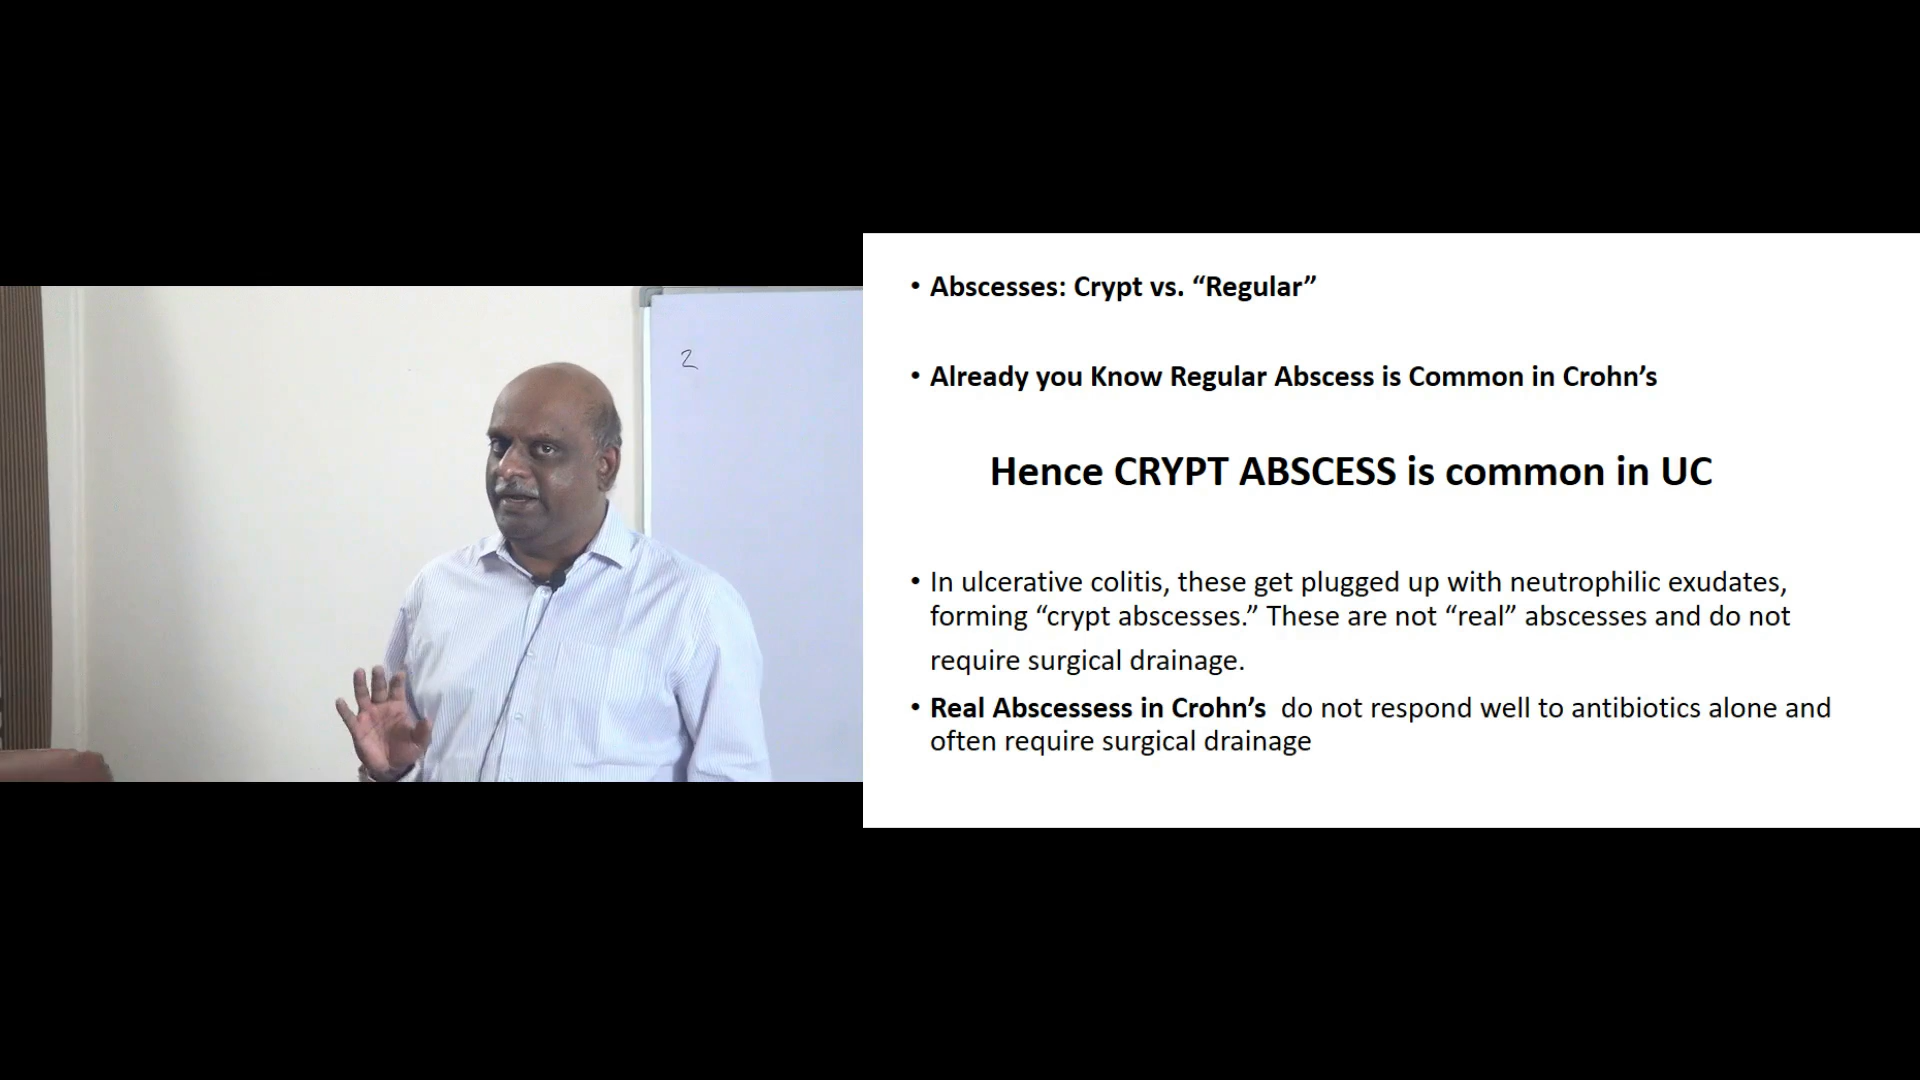 2
• Abscesses: Crypt vs. “Regular”
• Already you Know Regular Abscess is Common in Crohn’s
Hence CRYPT ABSCESS is common in UC
• In ulcerative colitis, these get plugged up with neutrophilic exudates,
forming “crypt abscesses.” These are not “real” abscesses and do not
require surgical drainage.
• Real Abscessess in Crohn’s do not respond well to antibiotics alone and
often require surgical drainage